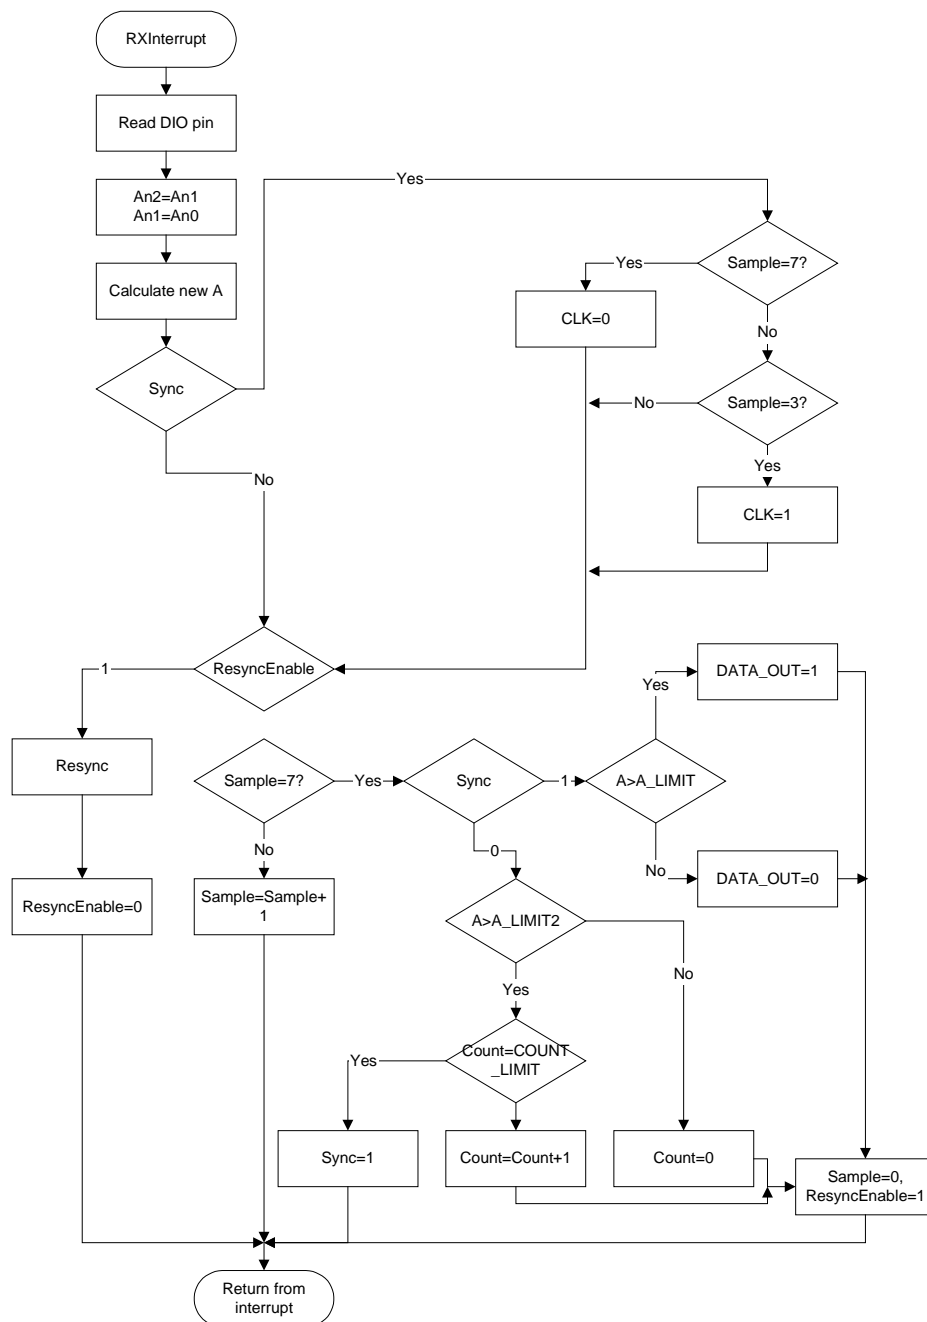 RXInterrupt
Read DIO pin
An2=An1
An1=An0
Yes
Sample=7?
Yes
Calculate new A
CLK=0
No
Sync
No
Sample=3?
Yes
No
CLK=1
1
ResyncEnable
DATA_OUT=1
Yes
Resync
Sample=7?
Yes
Sync
1
A>A_LIMIT
No
0
No
DATA_OUT=0
ResyncEnable=0
Sample=Sample+
1
A>A_LIMIT2
No
Yes
Yes
Count=COUNT
_LIMIT
Sync=1
Count=Count+1
Count=0
Sample=0,
ResyncEnable=1
Return from
interrupt